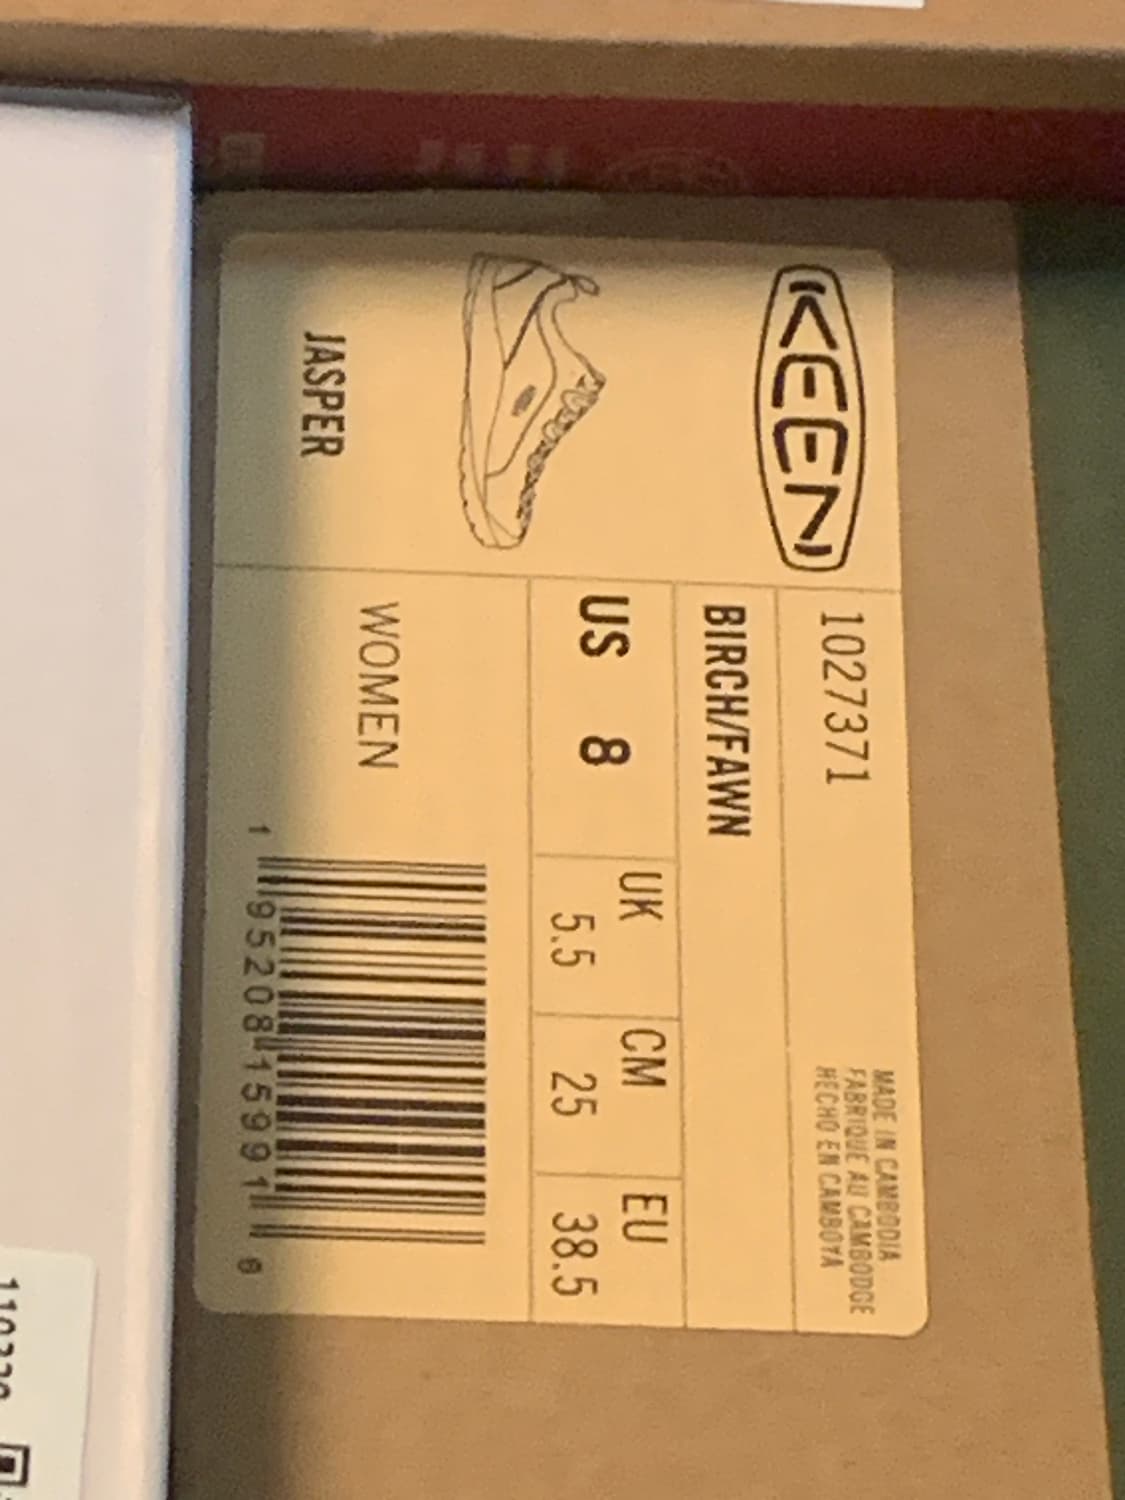 KEEN
JASPER
1027371
MADE IN CAMBODIA
FABRIQUÉ AU CAMBODGE
HECHO EN CAMBOYA
BIRCH/FAWN
US 8
UK CM EU
5.5 25 38.5
WOMEN
1 95208 15991 6